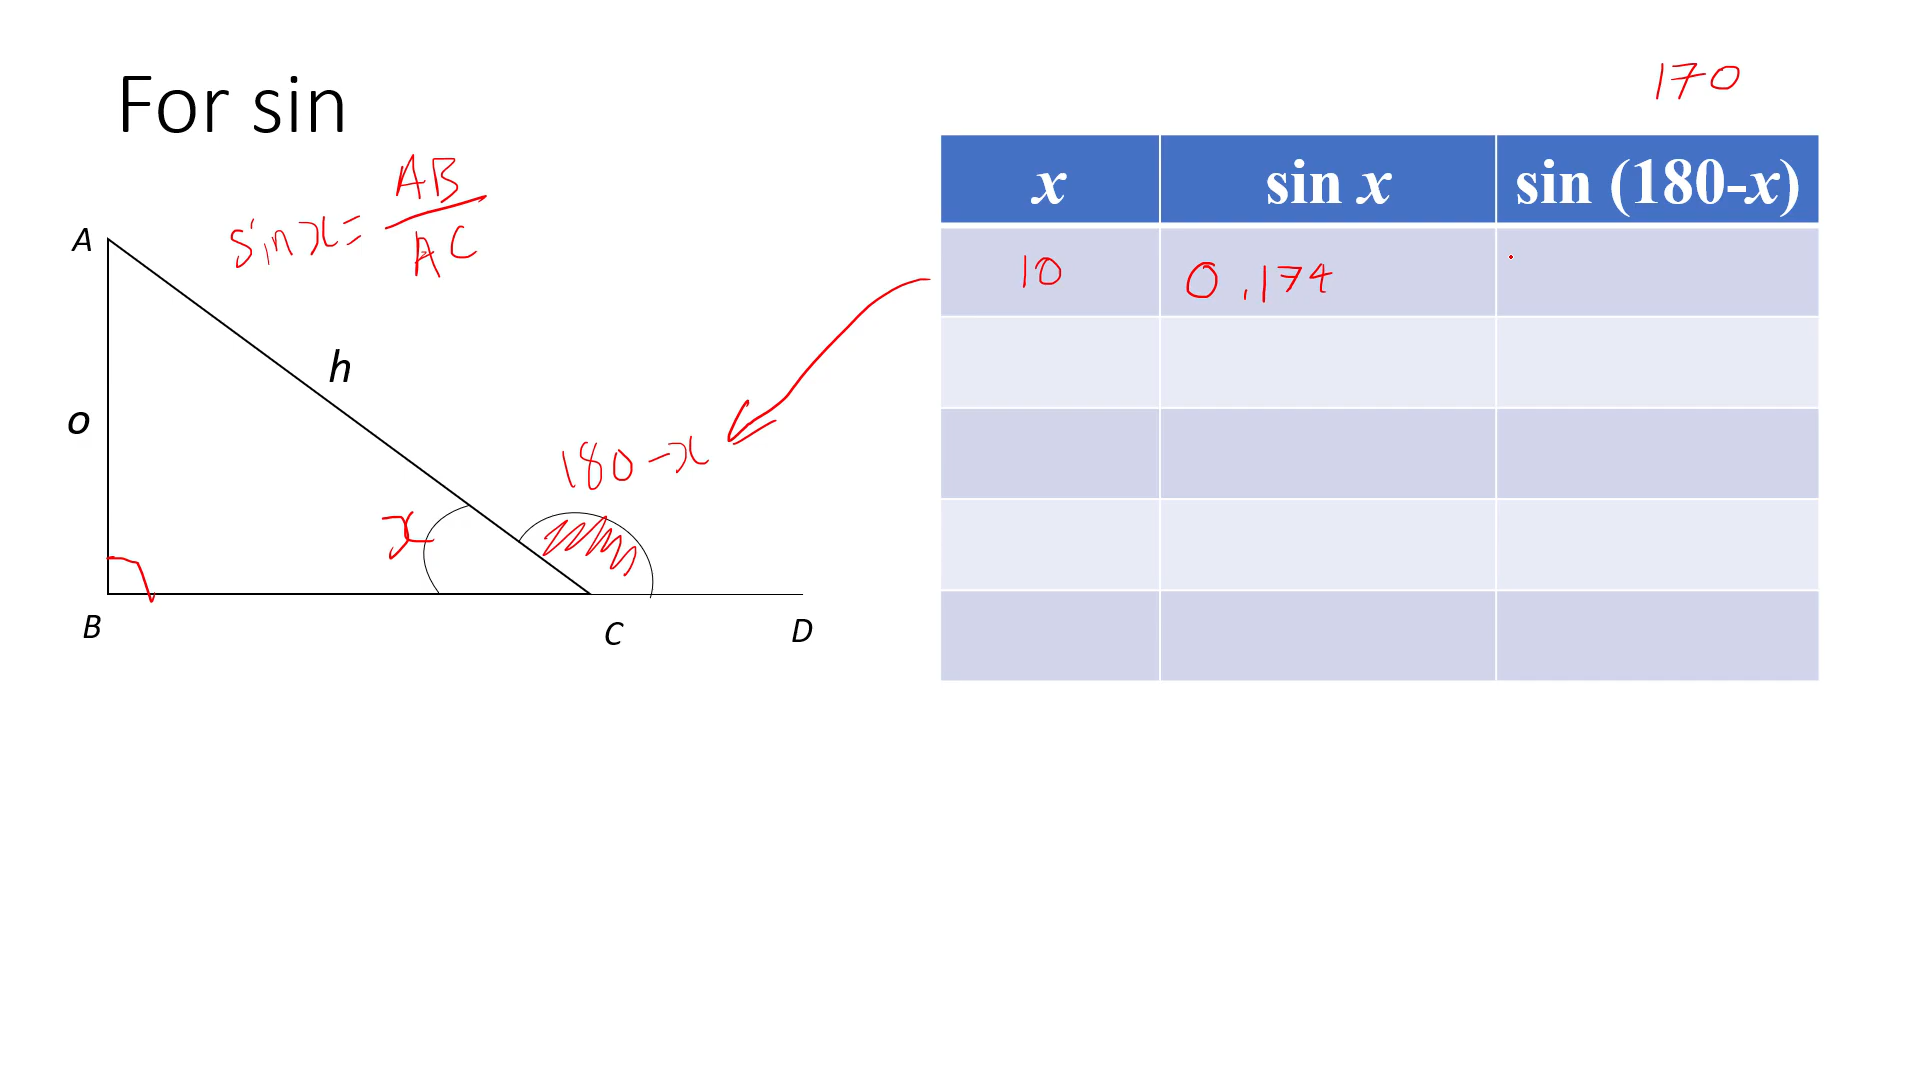 For sin
170
sin x = AB
AC
x sin x sin (180-x)
10 0.174
A
h
o
180 - x
x
B
C
D